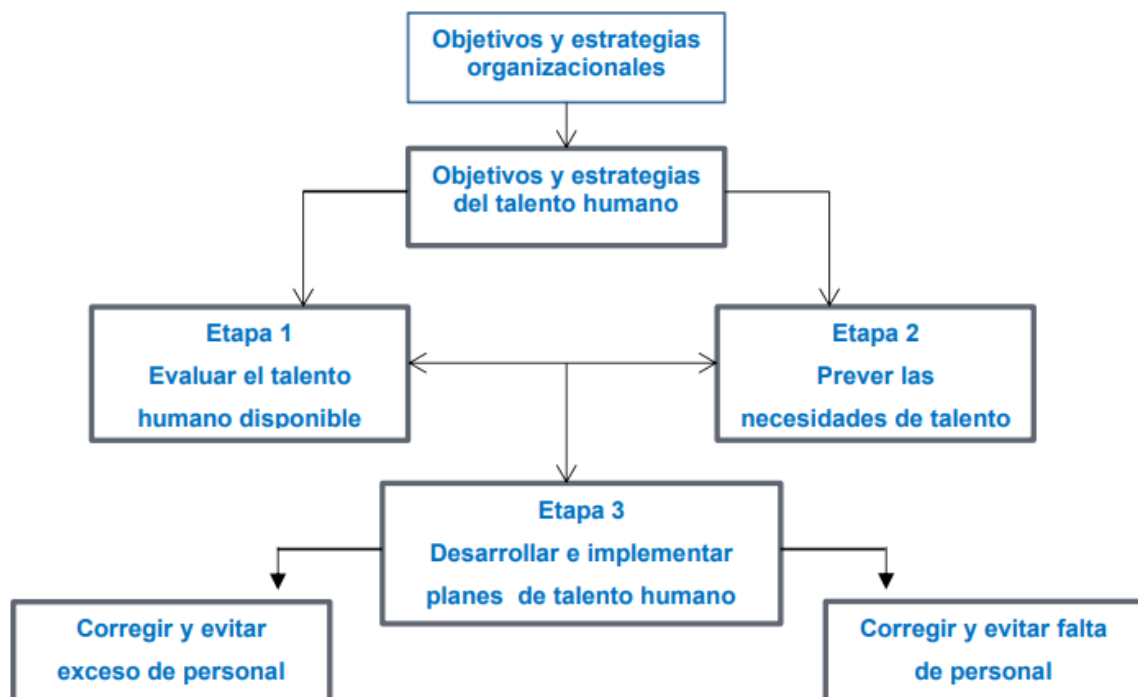 Objetivos y estrategias
organizacionales
Objetivos y estrategias
del talento humano
Etapa 1
Evaluar el talento
humano disponible
Etapa 2
Prever las
necesidades de talento
Etapa 3
Desarrollar e implementar
planes de talento humano
Corregir y evitar
exceso de personal
Corregir y evitar falta
de personal